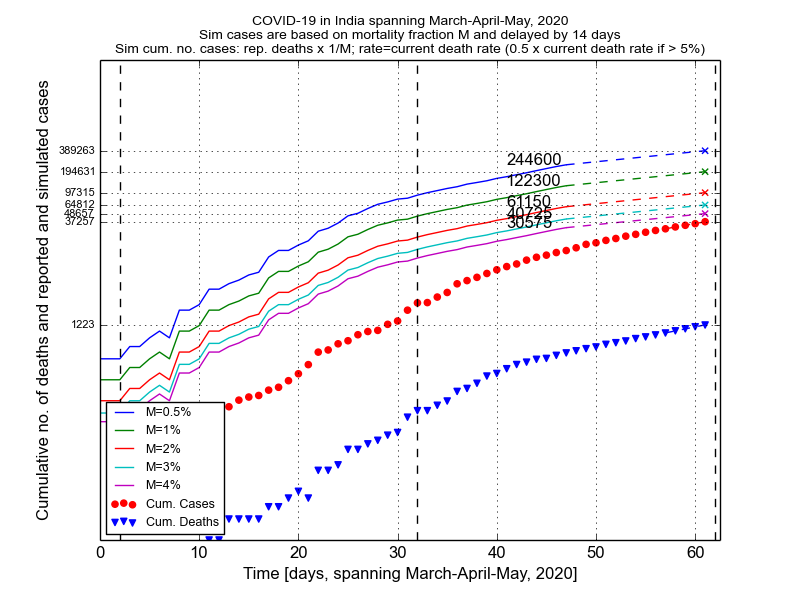 COVID-19 in India spanning March-April-May, 2020
Sim cases are based on mortality fraction M and delayed by 14 days
Sim cum. no. cases: rep. deaths x 1/M; rate=current death rate (0.5 x current death rate if > 5%)
Cumulative no. of deaths and reported and simulated cases
389263
194631
97315
64812
48657
37257
1223
244600
122300
61150
40725
30575
M=0.5%
M=1%
M=2%
M=3%
M=4%
Cum. Cases
Cum. Deaths
0 10 20 30 40 50 60
Time [days, spanning March-April-May, 2020]